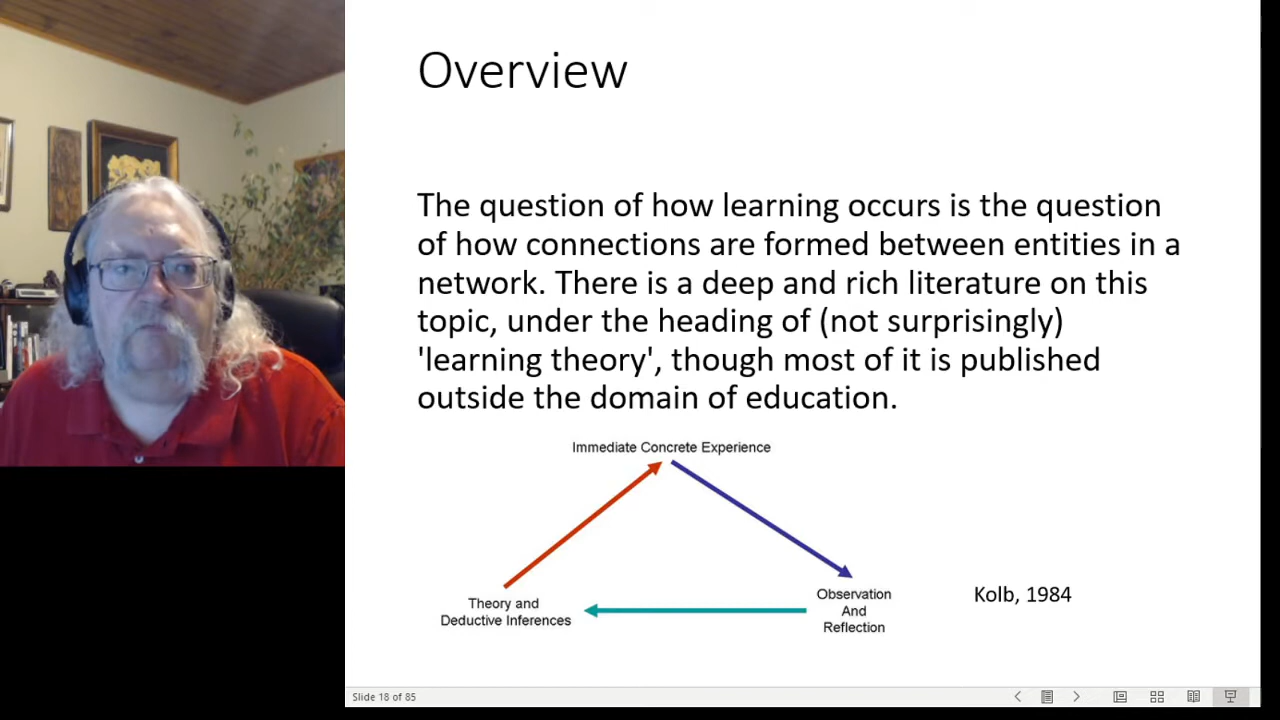 Overview
The question of how learning occurs is the question
of how connections are formed between entities in a
network. There is a deep and rich literature on this
topic, under the heading of (not surprisingly)
'learning theory', though most of it is published
outside the domain of education.
Immediate Concrete Experience
Theory and
Deductive Inferences
Observation
And
Reflection
Kolb, 1984
Slide 18 of 85